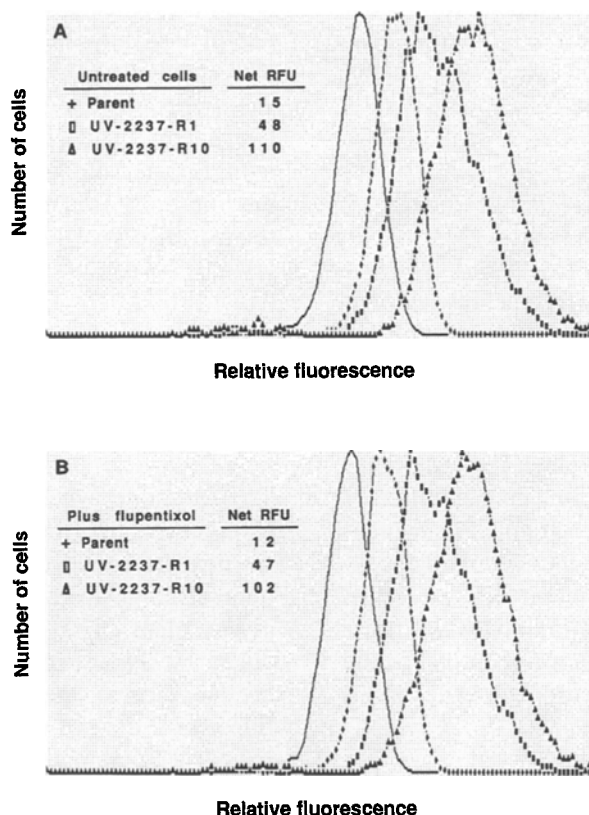 A
Untreated cells Net RFU
+ Parent 15
▯ UV-2237-R1 48
▲ UV-2237-R10 110
Number of cells
Relative fluorescence
B
Plus flupentixol Net RFU
+ Parent 12
▯ UV-2237-R1 47
▲ UV-2237-R10 102
Number of cells
Relative fluorescence